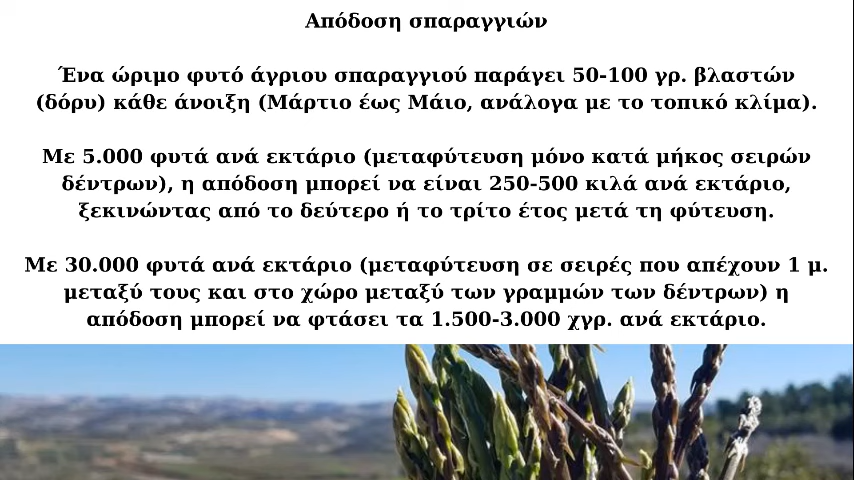 Απόδοση σπαραγγιών
Ένα ώριμο φυτό άγριου σπαραγγιού παράγει 50-100 γρ. βλαστών
(δόρυ) κάθε άνοιξη (Μάρτιο έως Μάιο, ανάλογα με το τοπικό κλίμα).
Με 5.000 φυτά ανά εκτάριο (μεταφύτευση μόνο κατά μήκος σειρών
δέντρων), η απόδοση μπορεί να είναι 250-500 κιλά ανά εκτάριο,
ξεκινώντας από το δεύτερο ή το τρίτο έτος μετά τη φύτευση.
Με 30.000 φυτά ανά εκτάριο (μεταφύτευση σε σειρές που απέχουν 1 μ.
μεταξύ τους και στο χώρο μεταξύ των γραμμών των δέντρων) η
απόδοση μπορεί να φτάσει τα 1.500-3.000 χγρ. ανά εκτάριο.